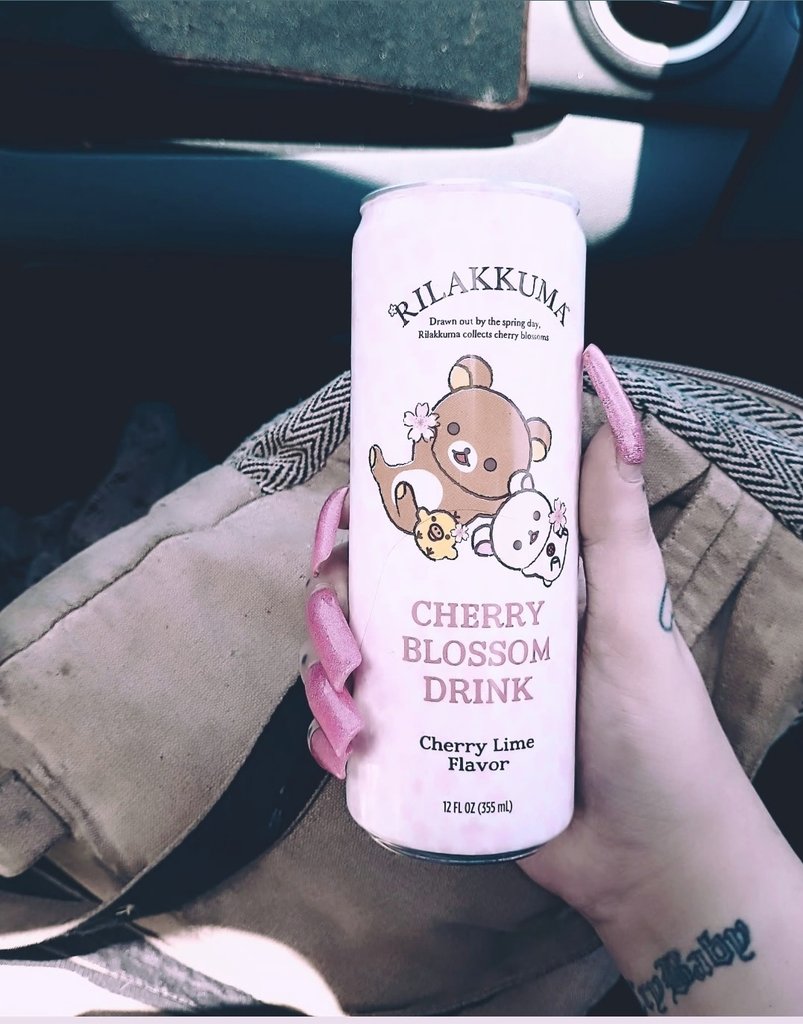 RILAKKUMA
Drawn out by the spring day,
Rilakkuma collects cherry blossoms
CHERRY
BLOSSOM
DRINK
Cherry Lime
Flavor
12 FL OZ (355 mL)
Baby